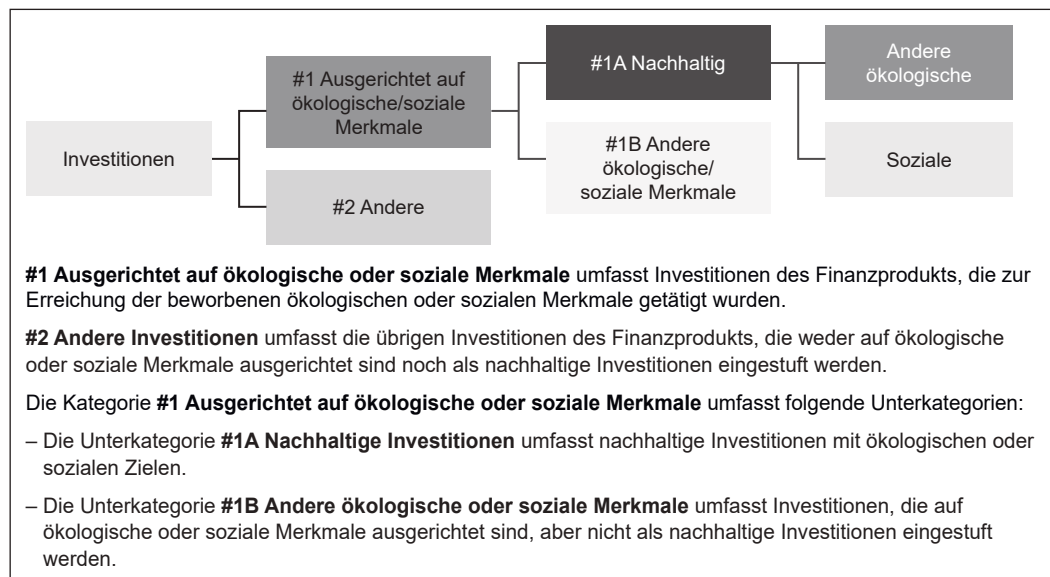 Investitionen
#1 Ausgerichtet auf
ökologische/soziale
Merkmale
#2 Andere
#1A Nachhaltig
#1B Andere
ökologische/
soziale Merkmale
Andere
ökologische
Soziale
#1 Ausgerichtet auf ökologische oder soziale Merkmale umfasst Investitionen des Finanzprodukts, die zur
Erreichung der beworbenen ökologischen oder sozialen Merkmale getätigt wurden.
#2 Andere Investitionen umfasst die übrigen Investitionen des Finanzprodukts, die weder auf ökologische
oder soziale Merkmale ausgerichtet sind noch als nachhaltige Investitionen eingestuft werden.
Die Kategorie #1 Ausgerichtet auf ökologische oder soziale Merkmale umfasst folgende Unterkategorien:
– Die Unterkategorie #1A Nachhaltige Investitionen umfasst nachhaltige Investitionen mit ökologischen oder
sozialen Zielen.
– Die Unterkategorie #1B Andere ökologische oder soziale Merkmale umfasst Investitionen, die auf
ökologische oder soziale Merkmale ausgerichtet sind, aber nicht als nachhaltige Investitionen eingestuft
werden.